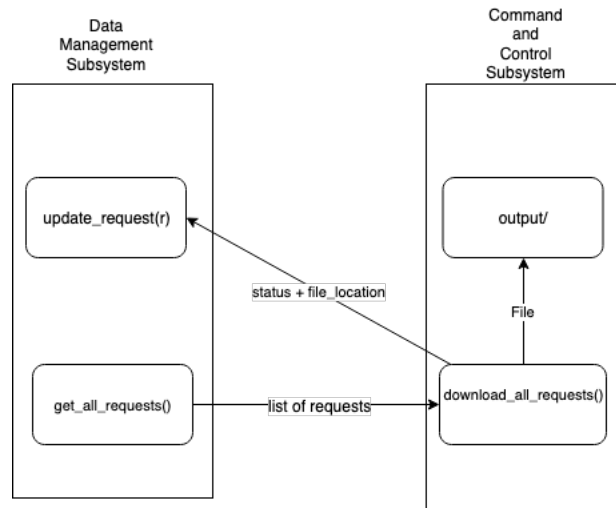 Data
Management
Subsystem
Command
and
Control
Subsystem
update_request(r)
output/
status + file_location
File
get_all_requests()
list of requests
download_all_requests()